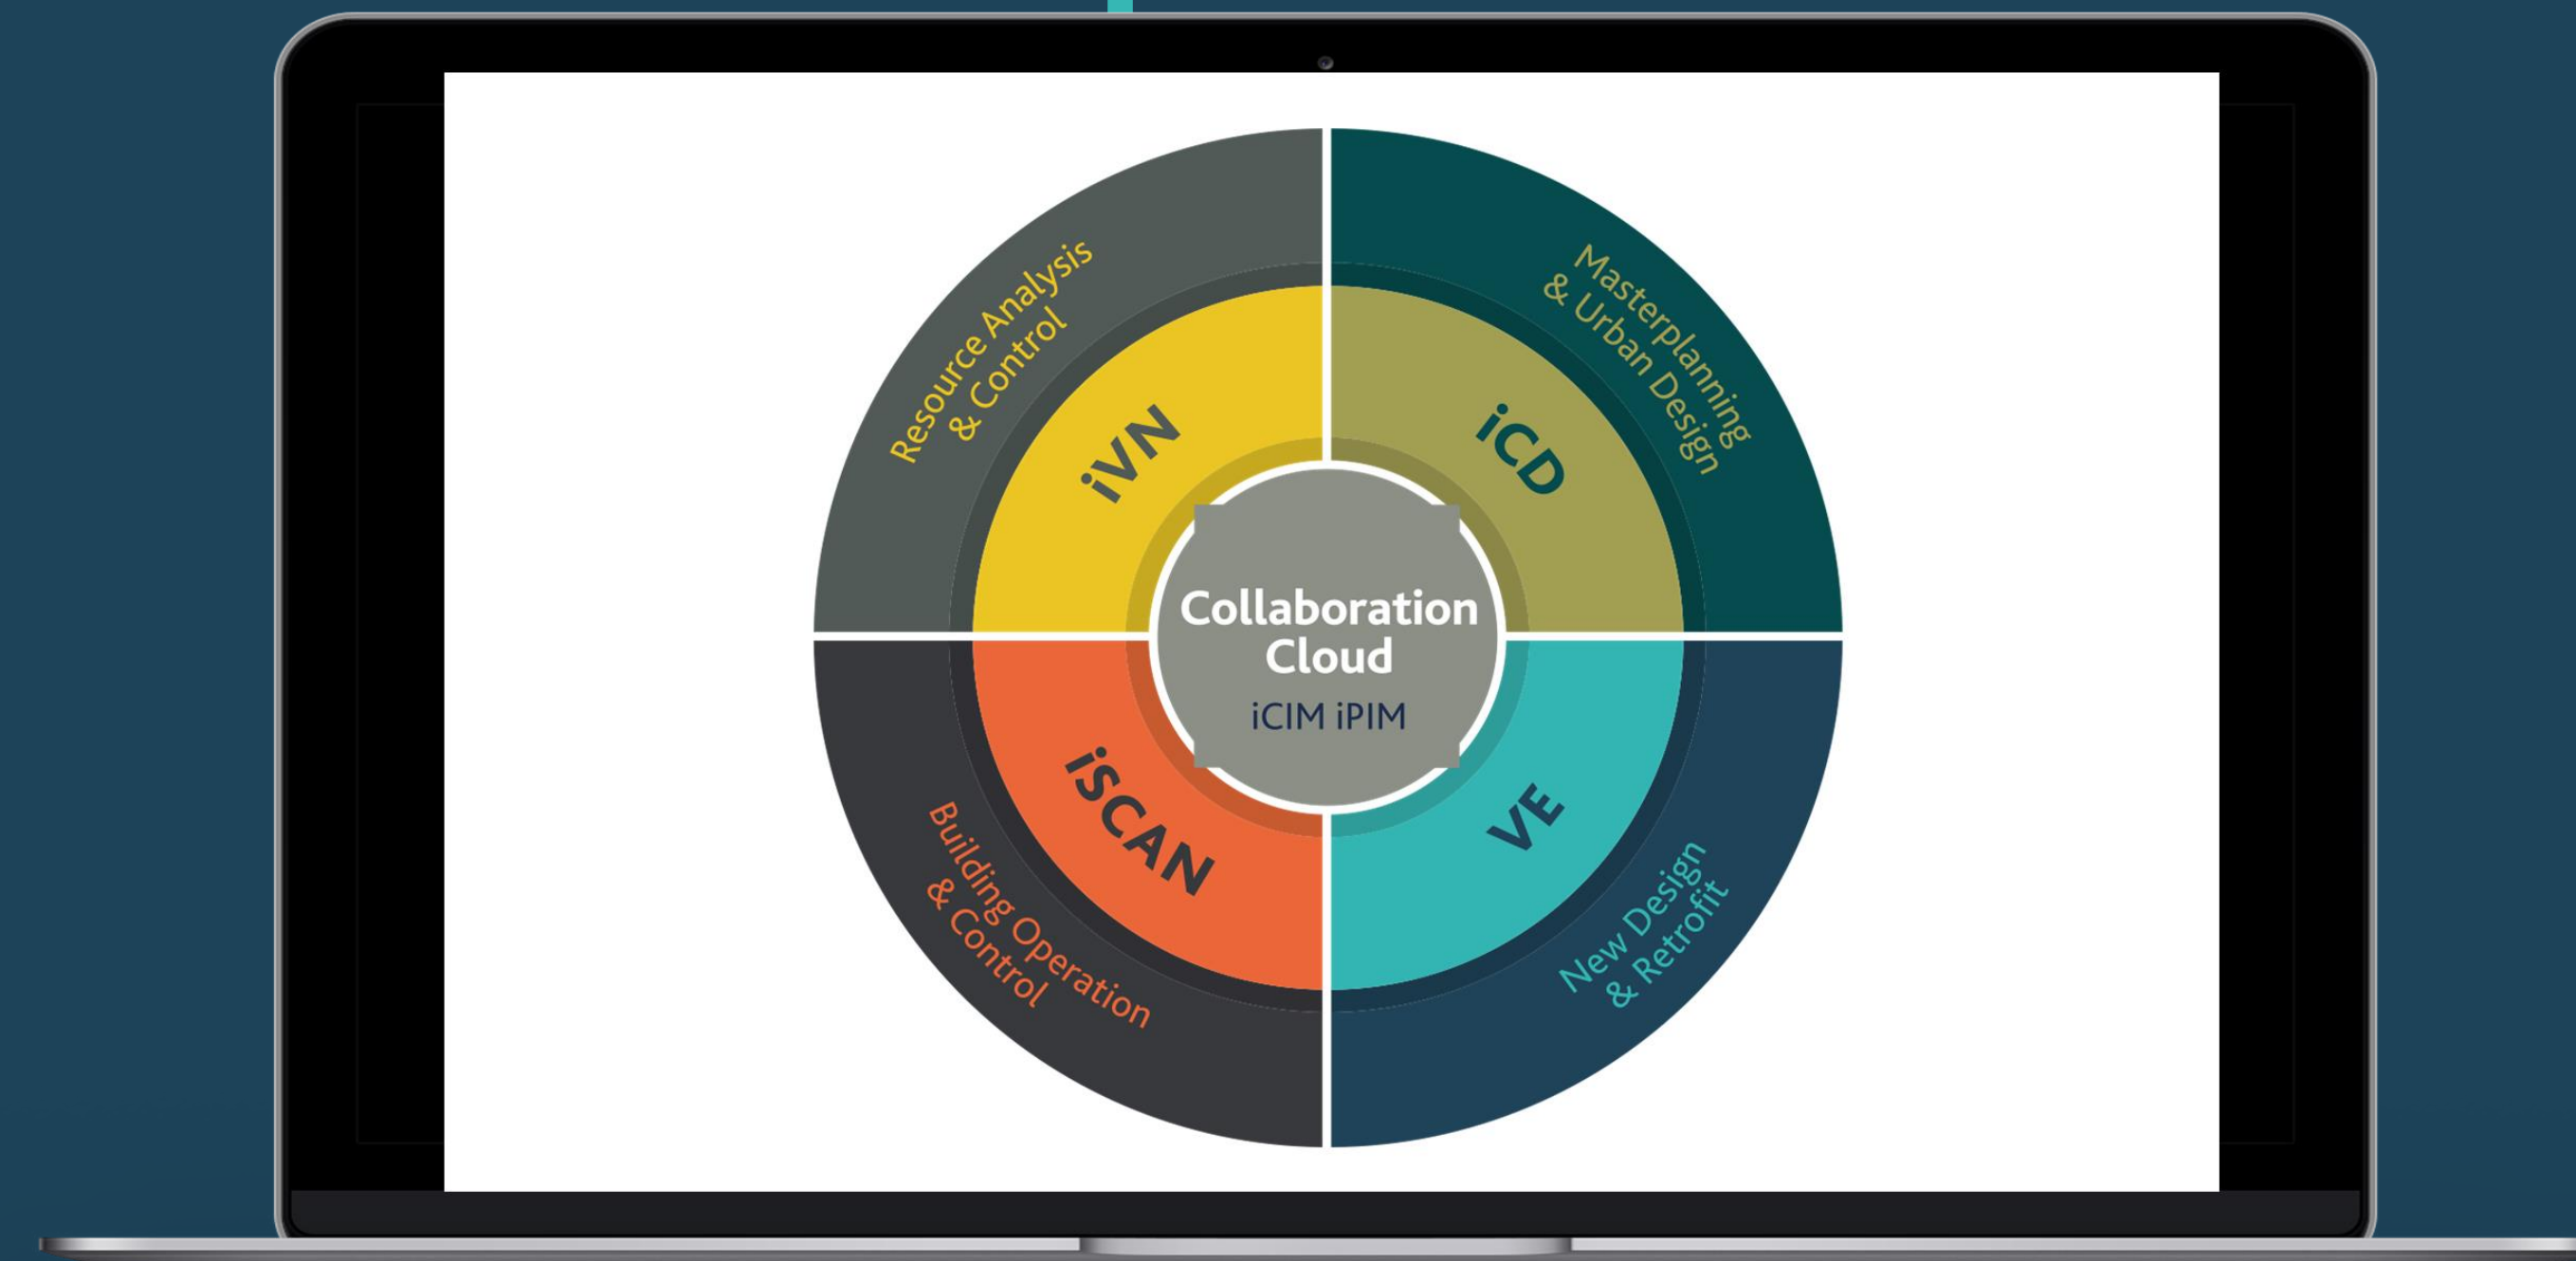 Resource Analysis
& Control
iVN
Masterplanning
& Urban Design
iCD
Collaboration
Cloud
iCIM iPIM
iSCAN
Building Operation
& Control
VE
New Design
& Retrofit